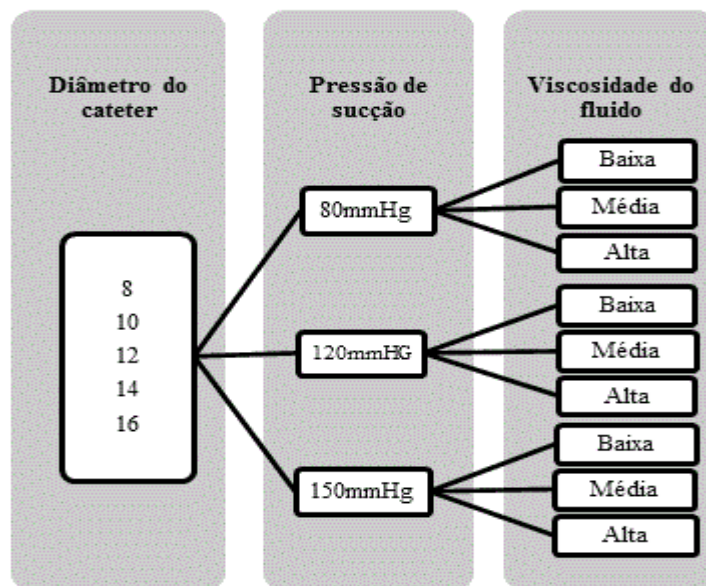 Diâmetro do
cateter
8
10
12
14
16
Pressão de
sucção
80mmHg
120mmHG
150mmHg
Viscosidade do
fluido
Baixa
Média
Alta
Baixa
Média
Alta
Baixa
Média
Alta